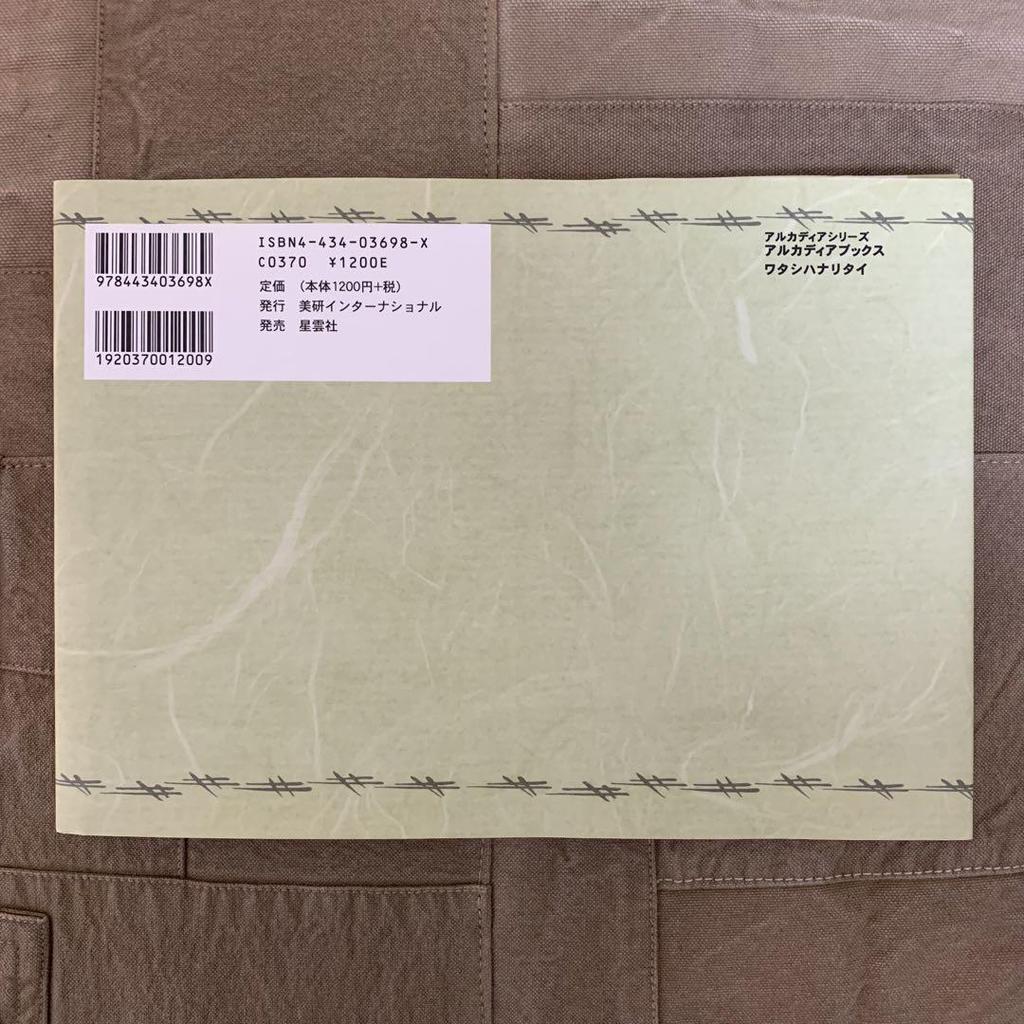 978443403698X
1920370012009
ISBN4-434-03698-X
C0370 ¥1200E
定価 (本体1200円+税)
発行 美研インターナショナル
発売 星雲社
アルカディアシリーズ
アルカディアブックス
ワタシハナリタイ